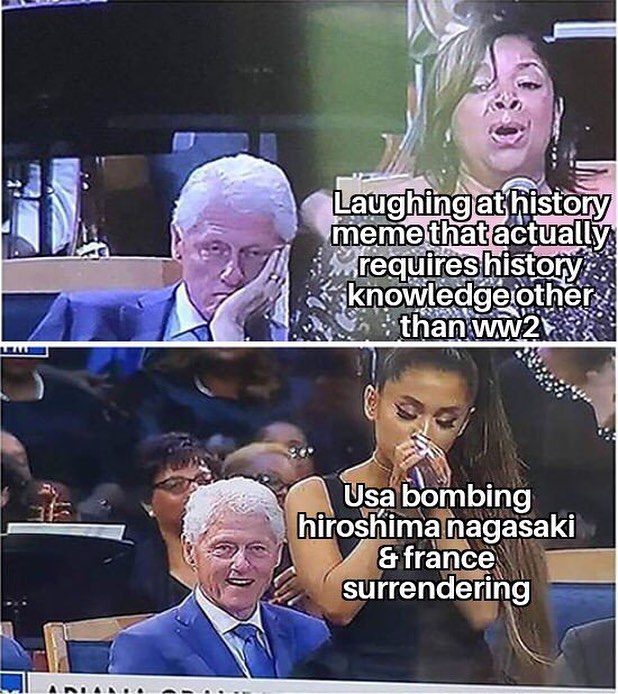 Laughing at history
meme that actually
requires history
knowledge other
than ww2
Usa bombing
hiroshima nagasaki
& france
surrendering